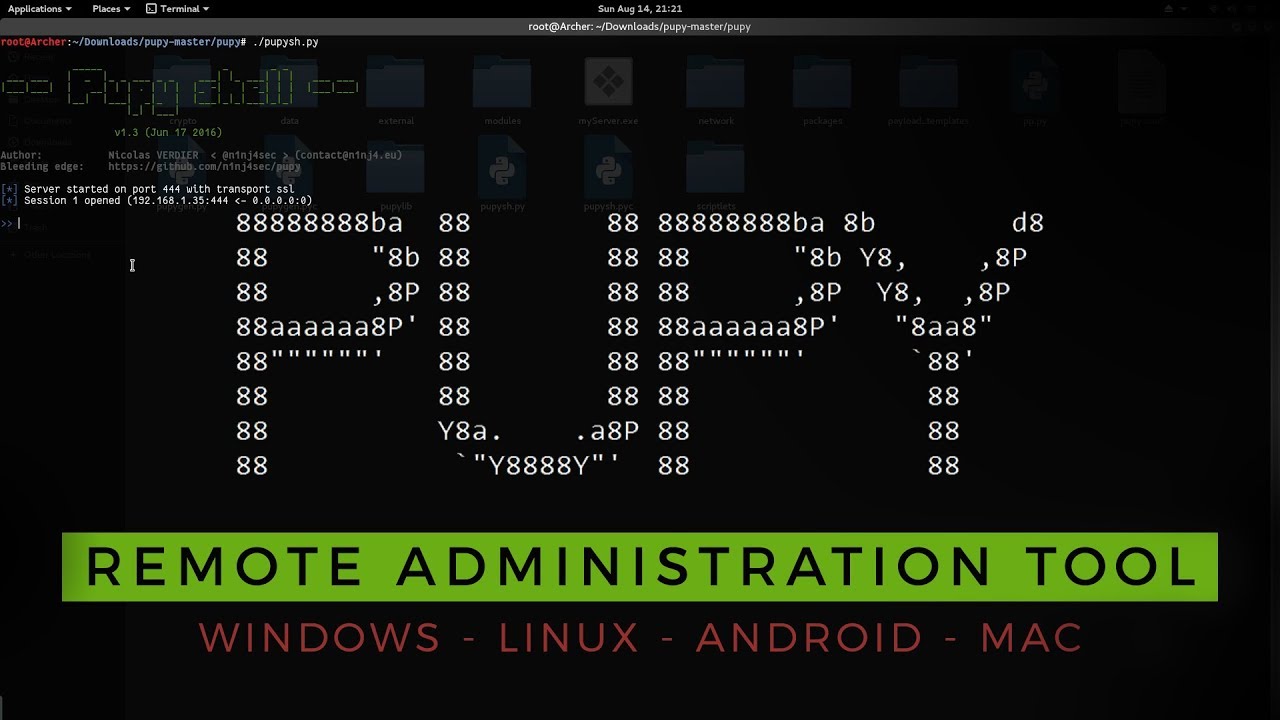 Applications Places Terminal Sun Aug 14, 21:21
root@Archer: ~/Downloads/pupy-master/pupy
root@Archer:~/Downloads/pupy-master/pupy# ./pupysh.py
-- Pupy shell --
crypto data external modules myServer.exe network packages payload_templates pp.py
v1.3 (Jun 17 2016)
Author: Nicolas VERDIER < @n1nj4sec > (contact@n1nj4.eu)
Bleeding edge: https://github.com/n1nj4sec/pupy
[*] Server started on port 444 with transport ssl
[*] Session 1 opened (192.168.1.35:444 <- 0.0.0.0:0)
pupygen.py pupylib pupysh.py pupysh.pyc scriptlets
>>
Other Locations
88888888ba 88 88 88888888ba 8b d8
88 "8b 88 88 88 "8b Y8, ,8P
88 ,8P 88 88 88 ,8P Y8, ,8P
88aaaaaa8P' 88 88 88aaaaaa8P' "8aa8"
88""""""' 88 88 88""""""' `88'
88 88 88 88 88
88 Y8a. .a8P 88 88
88 `"Y8888Y"' 88 88
REMOTE ADMINISTRATION TOOL
WINDOWS - LINUX - ANDROID - MAC